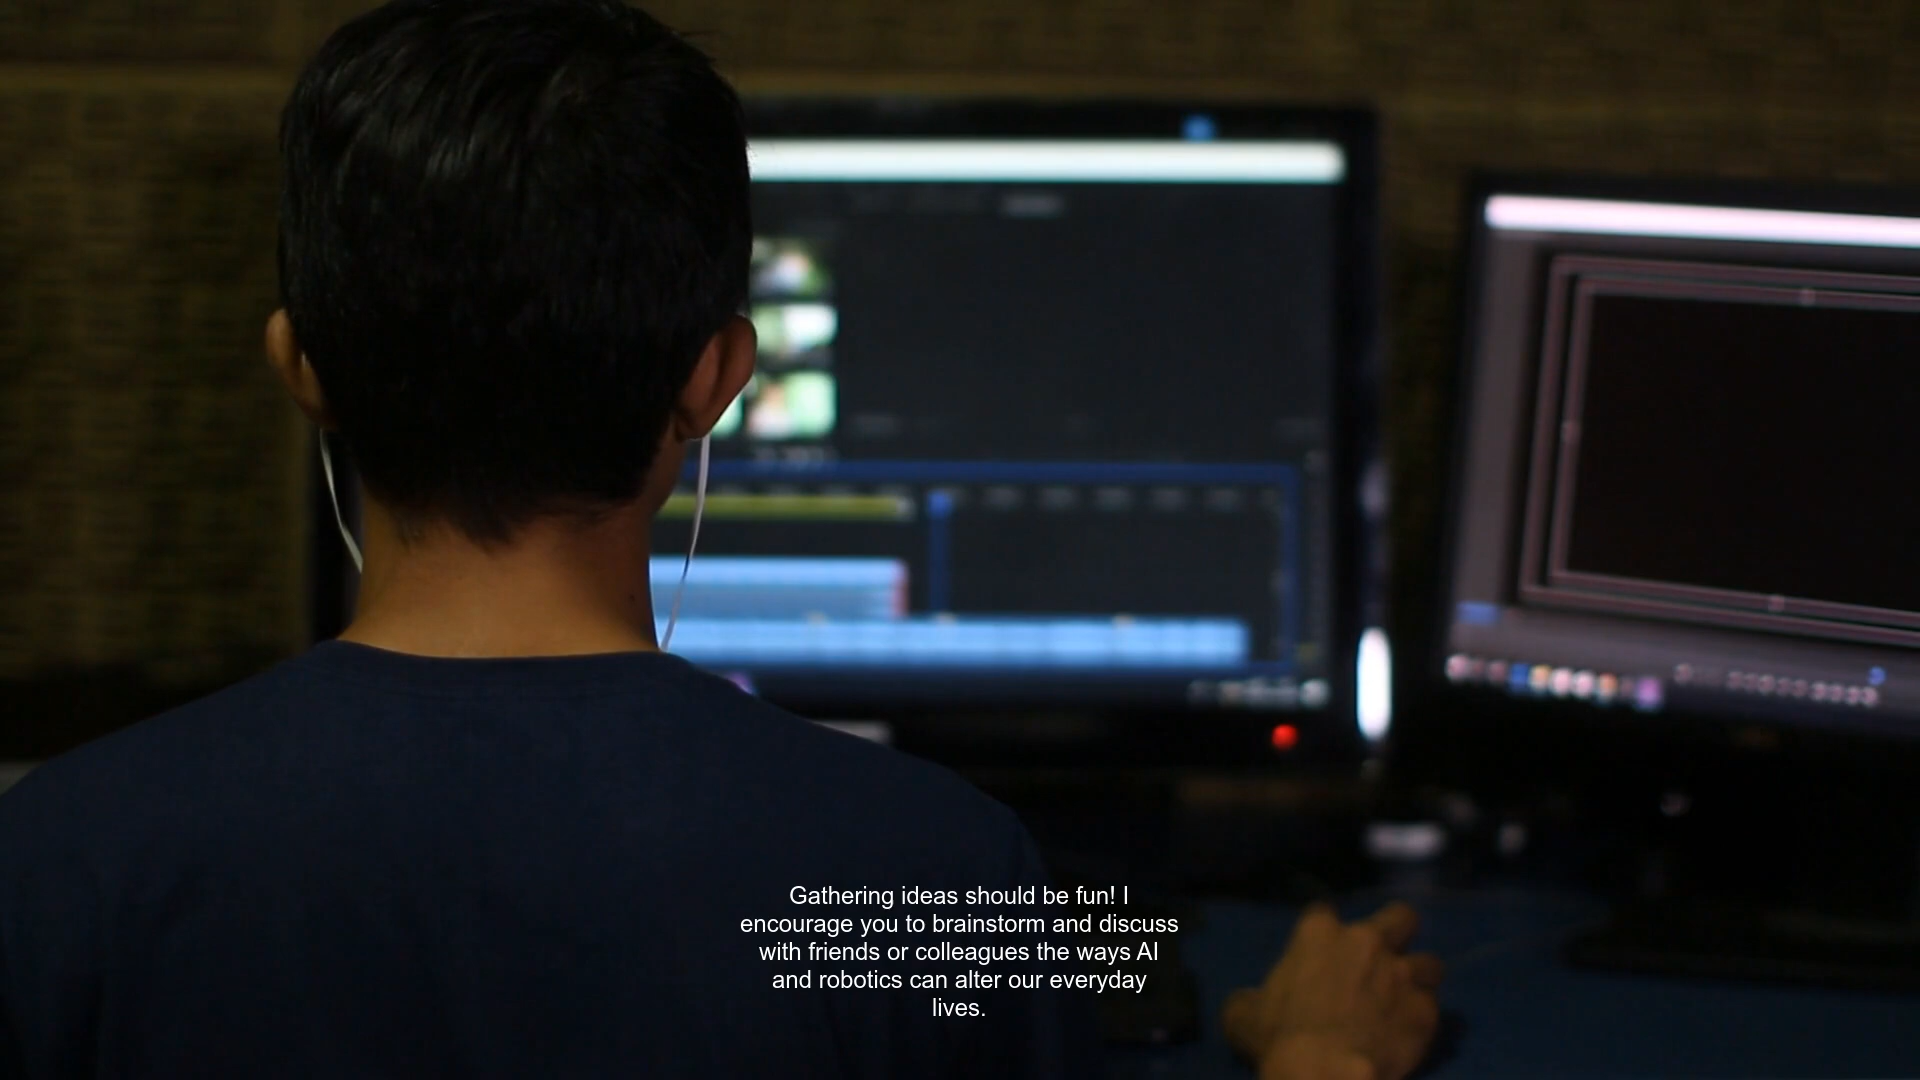 Gathering ideas should be fun! I
encourage you to brainstorm and discuss
with friends or colleagues the ways AI
and robotics can alter our everyday
lives.